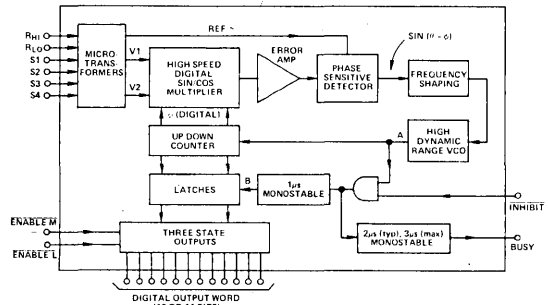 RHI
RLO
S1
S2
S3
S4
MICRO-
TRANS-
FORMERS
REF
V1
V2
HIGH SPEED
DIGITAL
SIN/COS
MULTIPLIER
ERROR
AMP
PHASE
SENSITIVE
DETECTOR
SIN (θ - φ)
FREQUENCY
SHAPING
(DIGITAL)
UP DOWN
COUNTER
A
HIGH
DYNAMIC
RANGE VCO
LATCHES
B
1μs
MONOSTABLE
INHIBIT
ENABLE M
ENABLE L
THREE STATE
OUTPUTS
2μs (typ), 3μs (max)
MONOSTABLE
BUSY
DIGITAL OUTPUT WORD